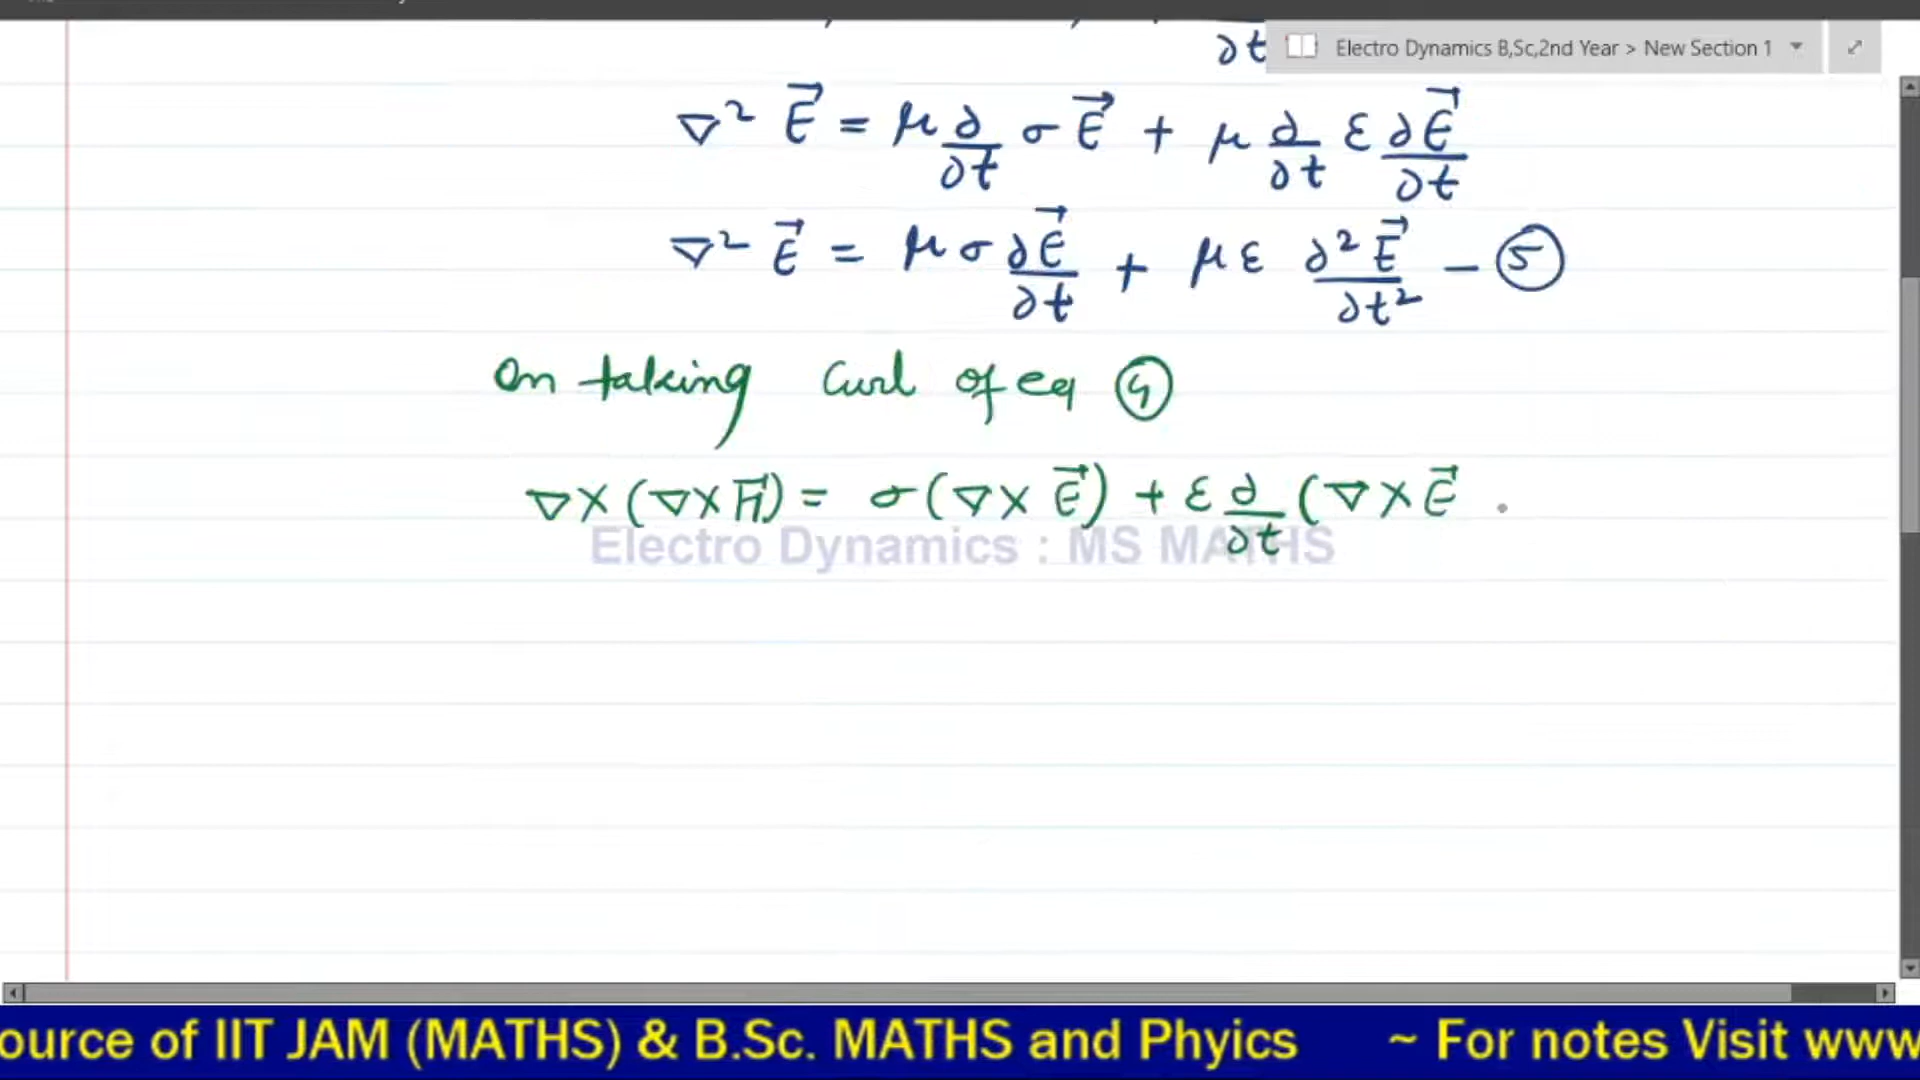 ∂t
Electro Dynamics B,Sc,2nd Year > New Section 1
∇² E⃗ = μ ∂/∂t σ E⃗ + μ ∂/∂t ε ∂E⃗/∂t
∇² E⃗ = μσ ∂E⃗/∂t + με ∂²E⃗/∂t² – ⑤
On taking Curl of eq ④
∇X(∇XH⃗) = σ(∇X E⃗) + ε ∂/∂t (∇X E⃗
Electro Dynamics : MS MATHS
ource of IIT JAM (MATHS) & B.Sc. MATHS and Phyics ~ For notes Visit www